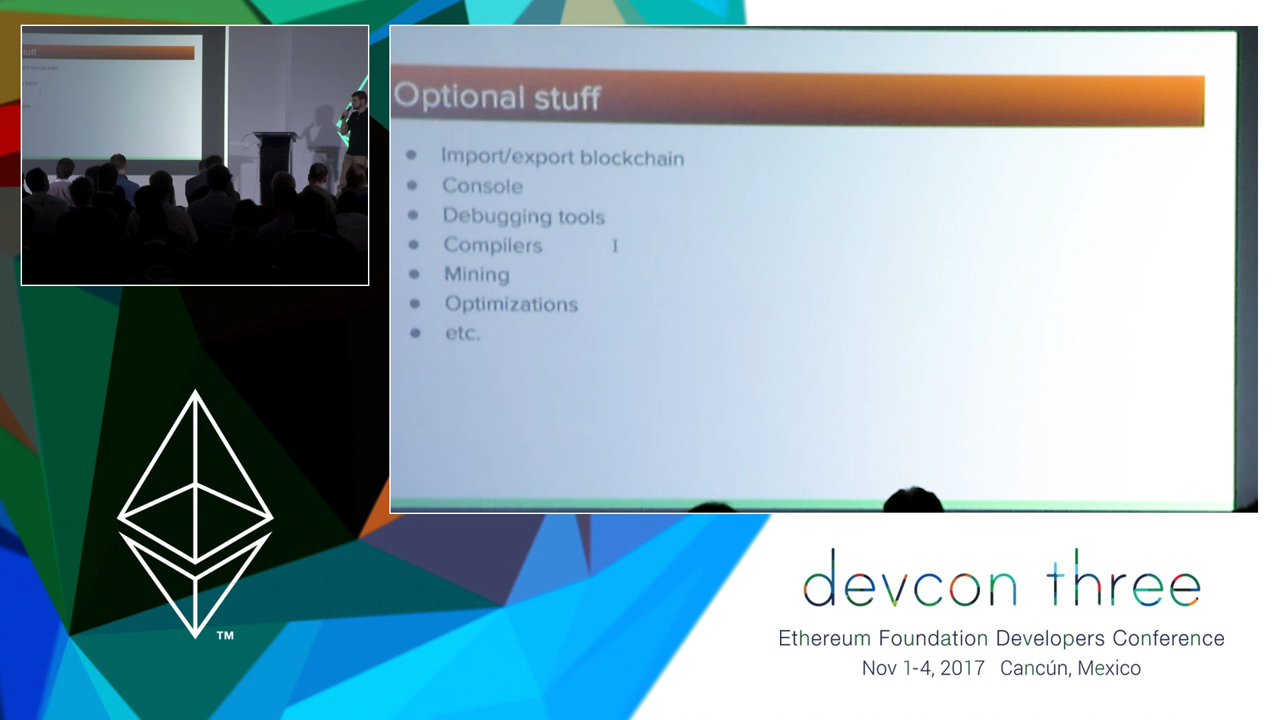 Optional stuff
Import/export blockchain
Console
Debugging tools
Compilers
Mining
Optimizations
etc.
TM
devcon three
Ethereum Foundation Developers Conference
Nov 1-4, 2017 Cancún, Mexico